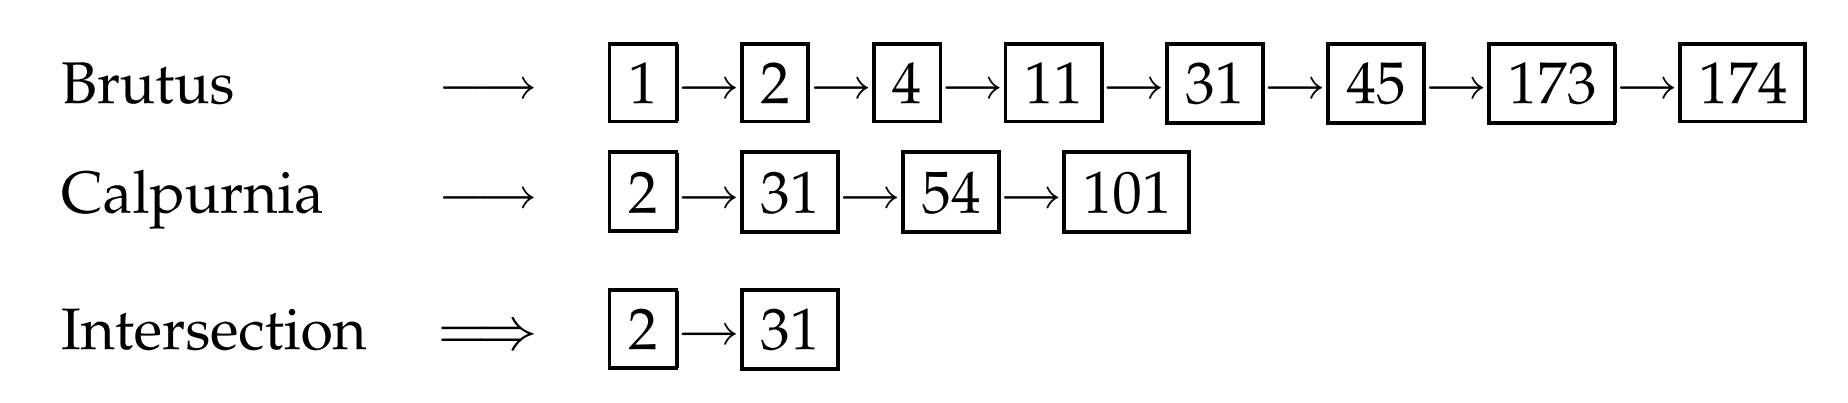 Brutus ⟶ 1 → 2 → 4 → 11 → 31 → 45 → 173 → 174
Calpurnia ⟶ 2 → 31 → 54 → 101
Intersection ⟹ 2 → 31